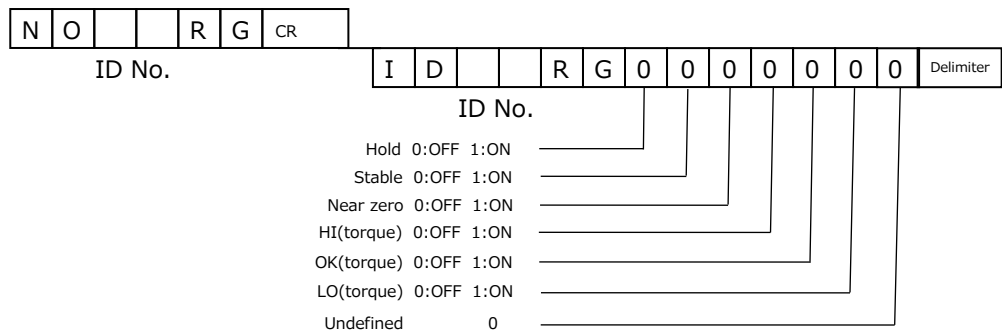 N O R G CR
ID No.
I D R G 0 0 0 0 0 0 0 Delimiter
ID No.
Hold 0:OFF 1:ON
Stable 0:OFF 1:ON
Near zero 0:OFF 1:ON
HI(torque) 0:OFF 1:ON
OK(torque) 0:OFF 1:ON
LO(torque) 0:OFF 1:ON
Undefined 0